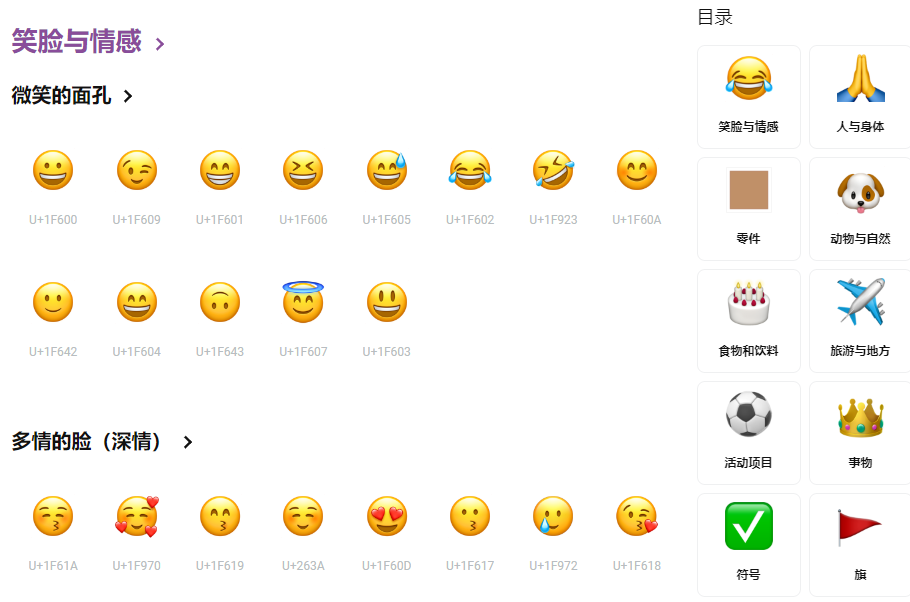 笑脸与情感
微笑的面孔
U+1F600 U+1F609 U+1F601 U+1F606 U+1F605 U+1F602 U+1F923 U+1F60A
U+1F642 U+1F604 U+1F643 U+1F607 U+1F603
多情的脸（深情）
U+1F61A U+1F970 U+1F619 U+263A U+1F60D U+1F617 U+1F972 U+1F618
目录
笑脸与情感 人与身体
零件 动物与自然
食物和饮料 旅游与地方
活动项目 事物
符号 旗